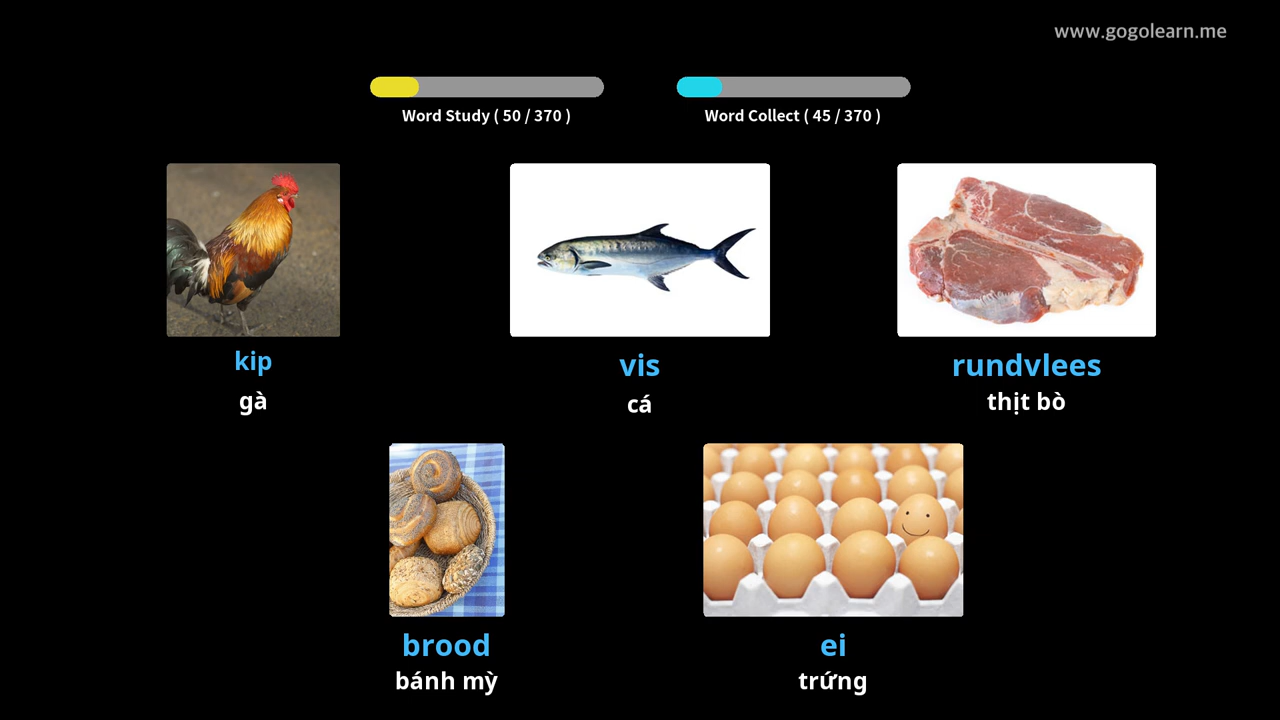 www.gogolearn.me
Word Study ( 50 / 370 )
Word Collect ( 45 / 370 )
kip
gà
vis
cá
rundvlees
thịt bò
brood
bánh mỳ
ei
trứng